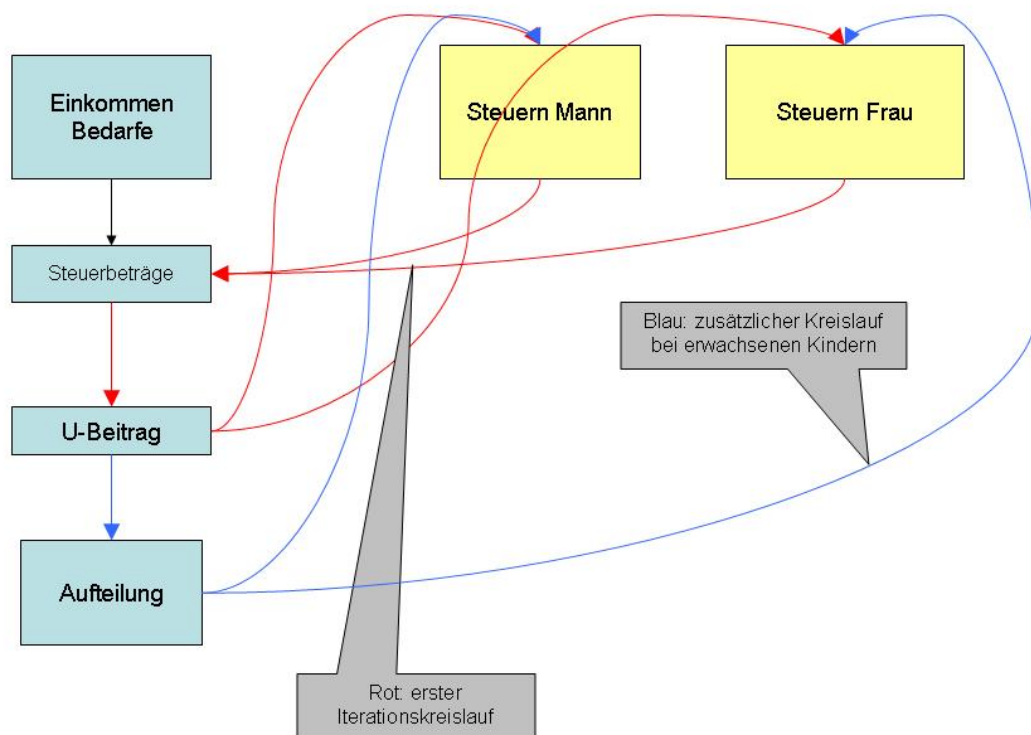 Einkommen
Bedarfe
Steuern Mann
Steuern Frau
Steuerbeträge
Blau: zusätzlicher Kreislauf
bei erwachsenen Kindern
U-Beitrag
Aufteilung
Rot: erster
Iterationskreislauf